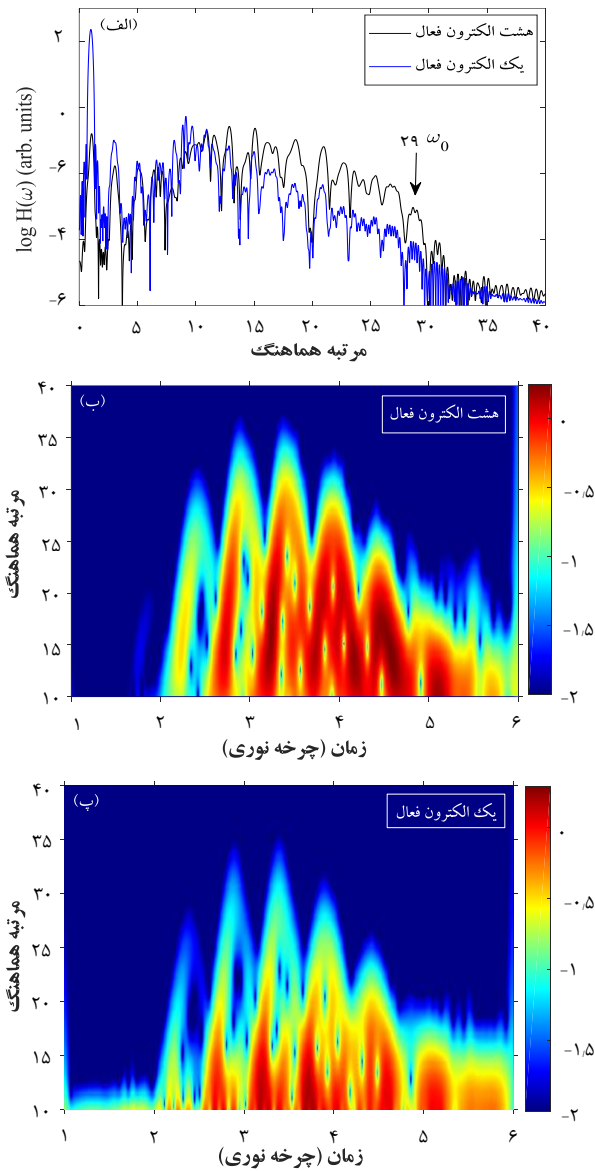 (الف)
هشت الکترون فعال
یک الکترون فعال
۲۹ ω₀
log H(ω) (arb. units)
۲
۰
-۶
-۴
-۶
۰ ۵ ۱۰ ۱۵ ۲۰ ۲۵ ۳۰ ۳۵ ۴۰
مرتبه هماهنگ
(ب)
هشت الکترون فعال
مرتبه هماهنگ
۴۰
۳۵
۳۰
۲۵
۲۰
۱۵
۱۰
۱ ۲ ۳ ۴ ۵ ۶
زمان (چرخه نوری)
۰
-۰٫۵
-۱
-۱٫۵
-۲
(پ)
یک الکترون فعال
مرتبه هماهنگ
۴۰
۳۵
۳۰
۲۵
۲۰
۱۵
۱۰
۱ ۲ ۳ ۴ ۵ ۶
زمان (چرخه نوری)
۰
-۰٫۵
-۱
-۱٫۵
-۲